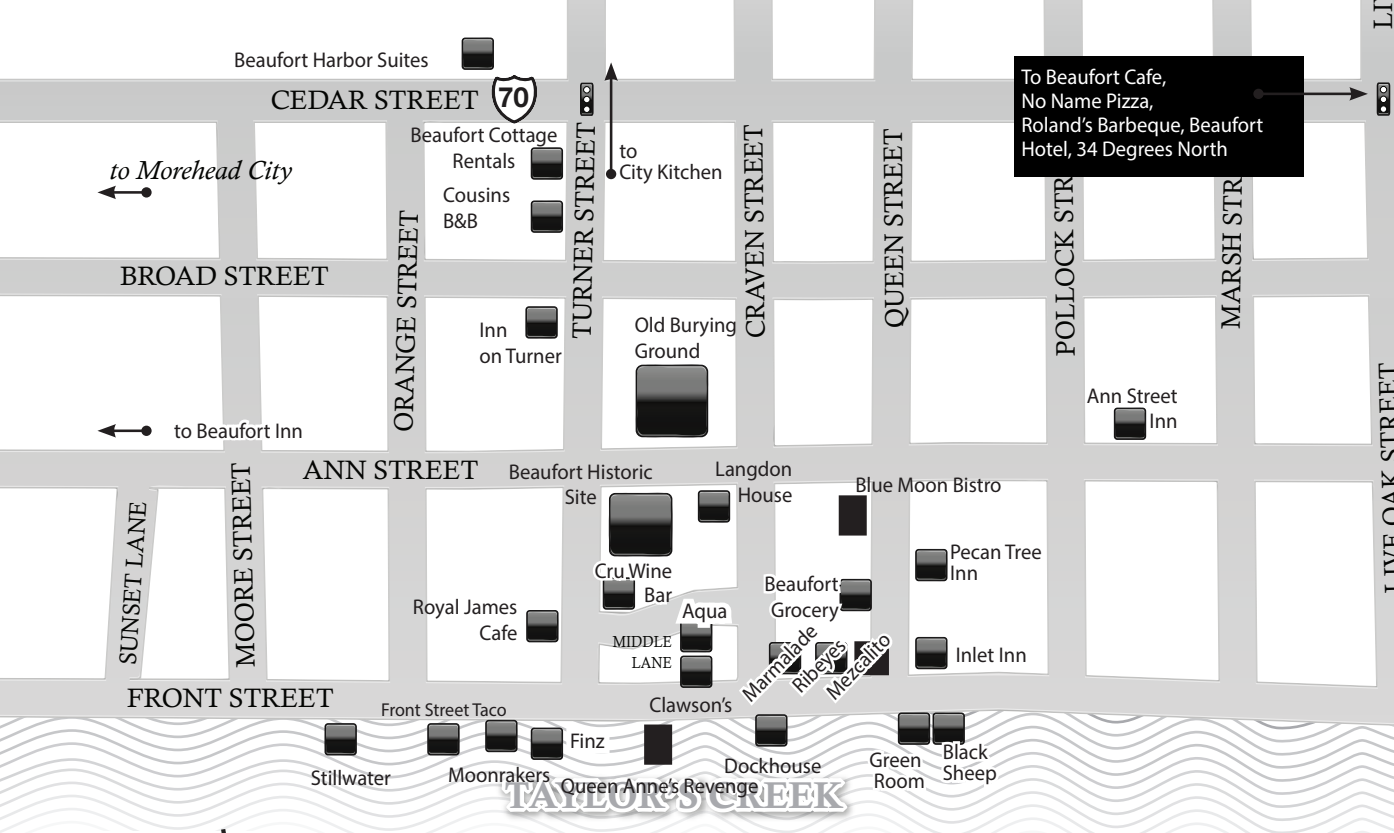 LI
Beaufort Harbor Suites
CEDAR STREET
70
To Beaufort Cafe,
No Name Pizza,
Roland's Barbeque, Beaufort
Hotel, 34 Degrees North
Beaufort Cottage
Rentals
Cousins
B&B
to
City Kitchen
to Morehead City
TURNER STREET
CRAVEN STREET
QUEEN STREET
POLLOCK STR
MARSH STR
ORANGE STREET
BROAD STREET
Inn
on Turner
Old Burying
Ground
Ann Street
Inn
LIVE OAK STREET
to Beaufort Inn
ANN STREET
Beaufort Historic
Site
Langdon
House
Blue Moon Bistro
SUNSET LANE
MOORE STREET
Pecan Tree
Inn
Cru Wine
Bar
Beaufort
Grocery
Royal James
Cafe
Aqua
MIDDLE
LANE
Marmalade
Ribeyes
Mezcalito
Inlet Inn
FRONT STREET
Clawson's
Front Street Taco
Stillwater
Moonrakers
Finz
Queen Anne's Revenge
Dockhouse
Green
Room
Black
Sheep
TAYLOR'S CREEK